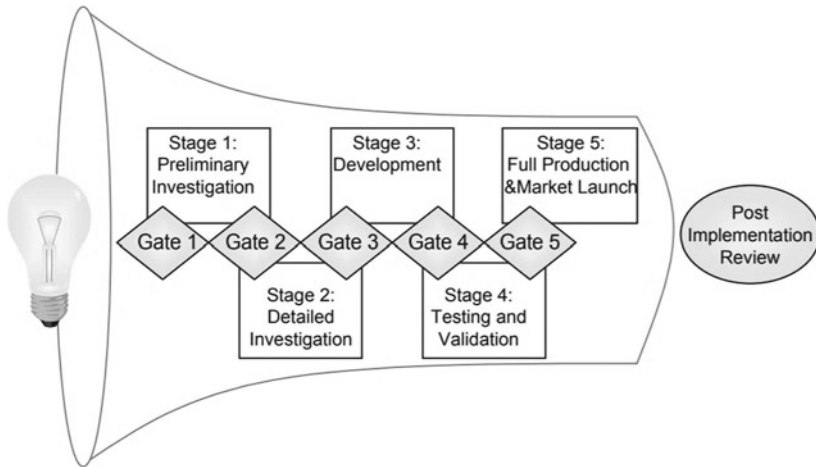 Stage 1:
Preliminary
Investigation
Stage 3:
Development
Stage 5:
Full Production
&Market Launch
Gate 1
Gate 2
Gate 3
Gate 4
Gate 5
Stage 2:
Detailed
Investigation
Stage 4:
Testing and
Validation
Post
Implementation
Review